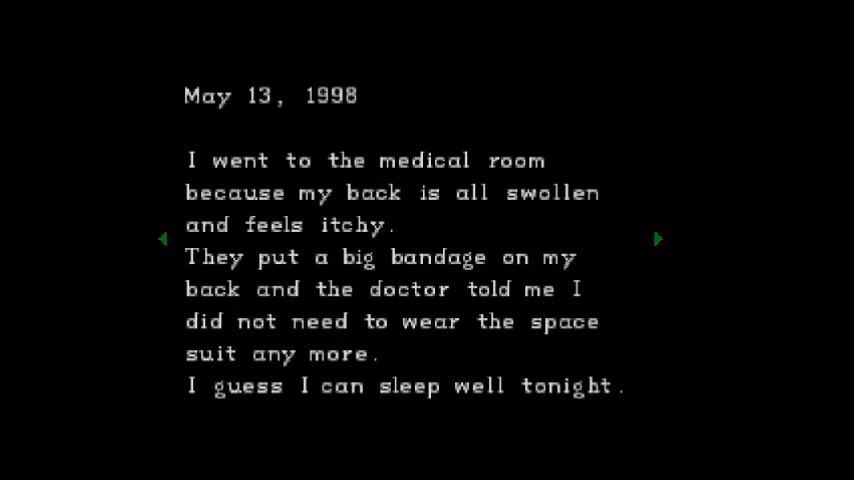 May 13, 1998
I went to the medical room
because my back is all swollen
and feels itchy.
They put a big bandage on my
back and the doctor told me I
did not need to wear the space
suit any more.
I guess I can sleep well tonight.